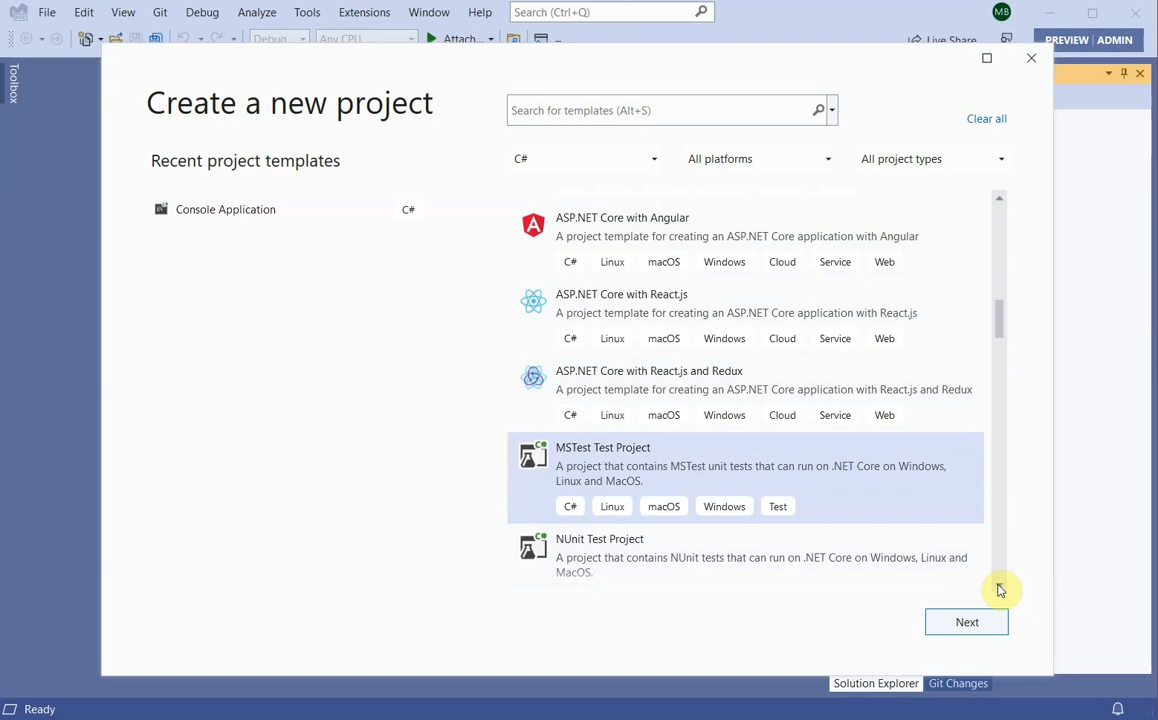 File Edit View Git Debug Analyze Tools Extensions Window Help Search (Ctrl+Q) MB
Debug Any CPU Attach... Live Share PREVIEW ADMIN
Toolbox
Create a new project
Search for templates (Alt+S)
Clear all
Recent project templates
C# All platforms All project types
Console Application C#
ASP.NET Core with Angular
A project template for creating an ASP.NET Core application with Angular
C# Linux macOS Windows Cloud Service Web
ASP.NET Core with React.js
A project template for creating an ASP.NET Core application with React.js
C# Linux macOS Windows Cloud Service Web
ASP.NET Core with React.js and Redux
A project template for creating an ASP.NET Core application with React.js and Redux
C# Linux macOS Windows Cloud Service Web
MSTest Test Project
A project that contains MSTest unit tests that can run on .NET Core on Windows,
Linux and MacOS.
C# Linux macOS Windows Test
NUnit Test Project
A project that contains NUnit tests that can run on .NET Core on Windows, Linux and
MacOS.
Next
Solution Explorer Git Changes
Ready